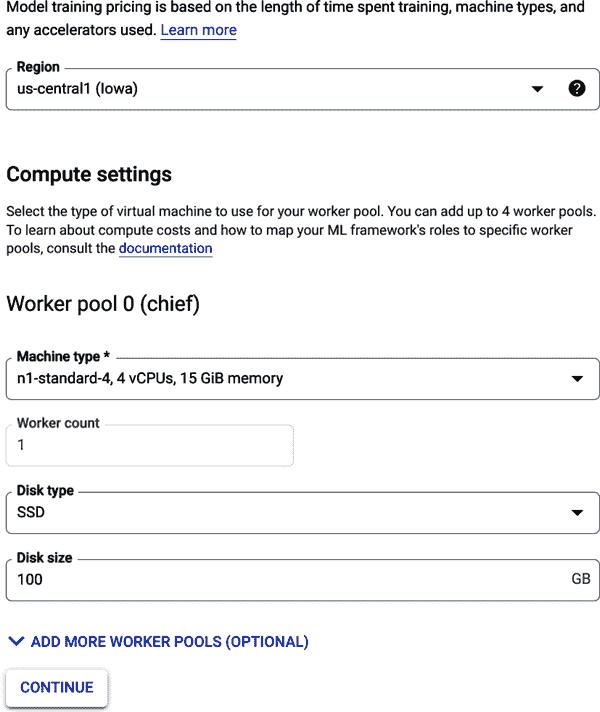 Model training pricing is based on the length of time spent training, machine types, and
any accelerators used. Learn more
Region
us-central1 (Iowa)
?
Compute settings
Select the type of virtual machine to use for your worker pool. You can add up to 4 worker pools.
To learn about compute costs and how to map your ML framework's roles to specific worker
pools, consult the documentation
Worker pool 0 (chief)
Machine type *
n1-standard-4, 4 vCPUs, 15 GiB memory
Worker count
1
Disk type
SSD
Disk size
100 GB
ADD MORE WORKER POOLS (OPTIONAL)
CONTINUE